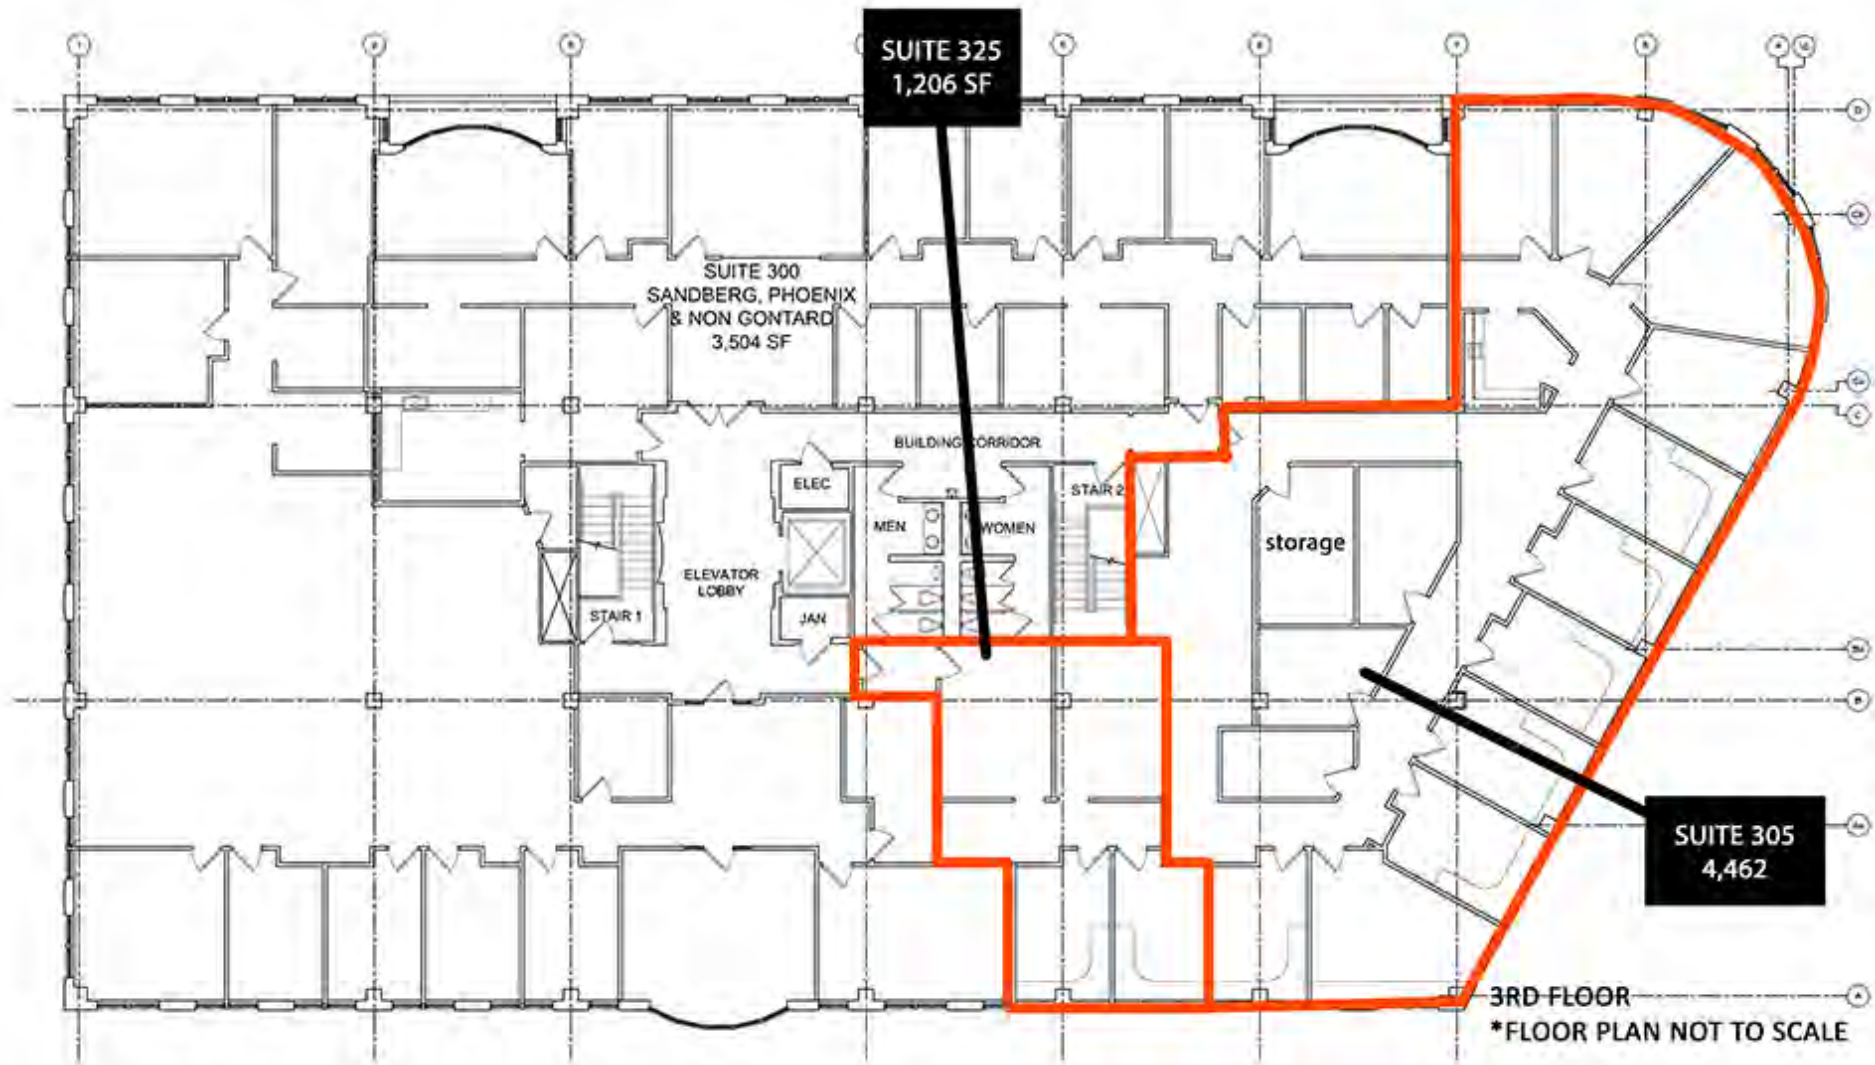 SUITE 325
1,206 SF
SUITE 300
SANDBERG, PHOENIX
& NON GONTARD
3,504 SF
BUILDING CORRIDOR
ELEC
STAIR 2
MEN
WOMEN
storage
ELEVATOR
LOBBY
STAIR 1
JAN
SUITE 305
4,462
3RD FLOOR
*FLOOR PLAN NOT TO SCALE